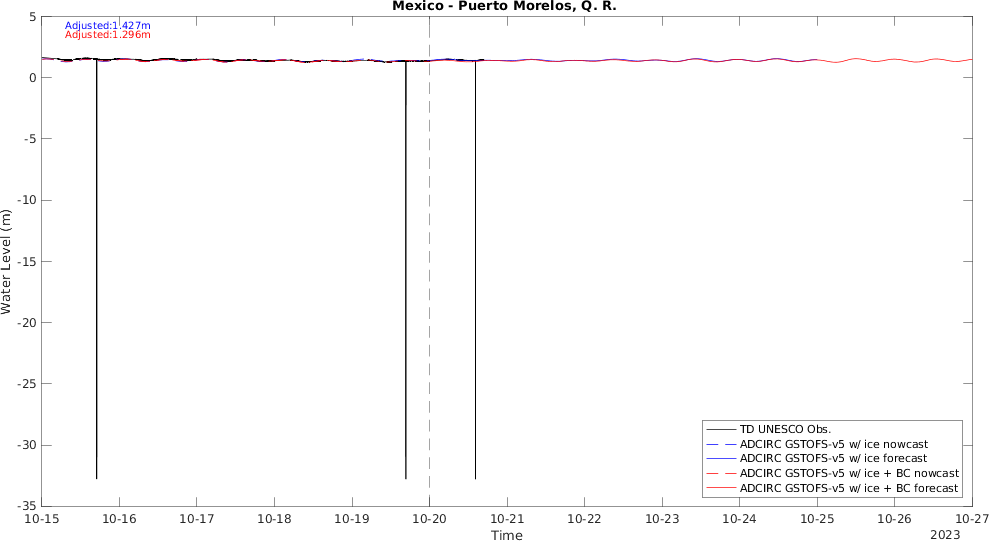 Mexico - Puerto Morelos, Q. R.
Adjusted:1.427m
Adjusted:1.296m
5
0
-5
-10
-15
-20
-25
-30
-35
Water Level (m)
TD UNESCO Obs.
ADCIRC GSTOFS-v5 w/ ice nowcast
ADCIRC GSTOFS-v5 w/ ice forecast
ADCIRC GSTOFS-v5 w/ ice + BC nowcast
ADCIRC GSTOFS-v5 w/ ice + BC forecast
10-15 10-16 10-17 10-18 10-19 10-20 10-21 10-22 10-23 10-24 10-25 10-26 10-27
Time
2023